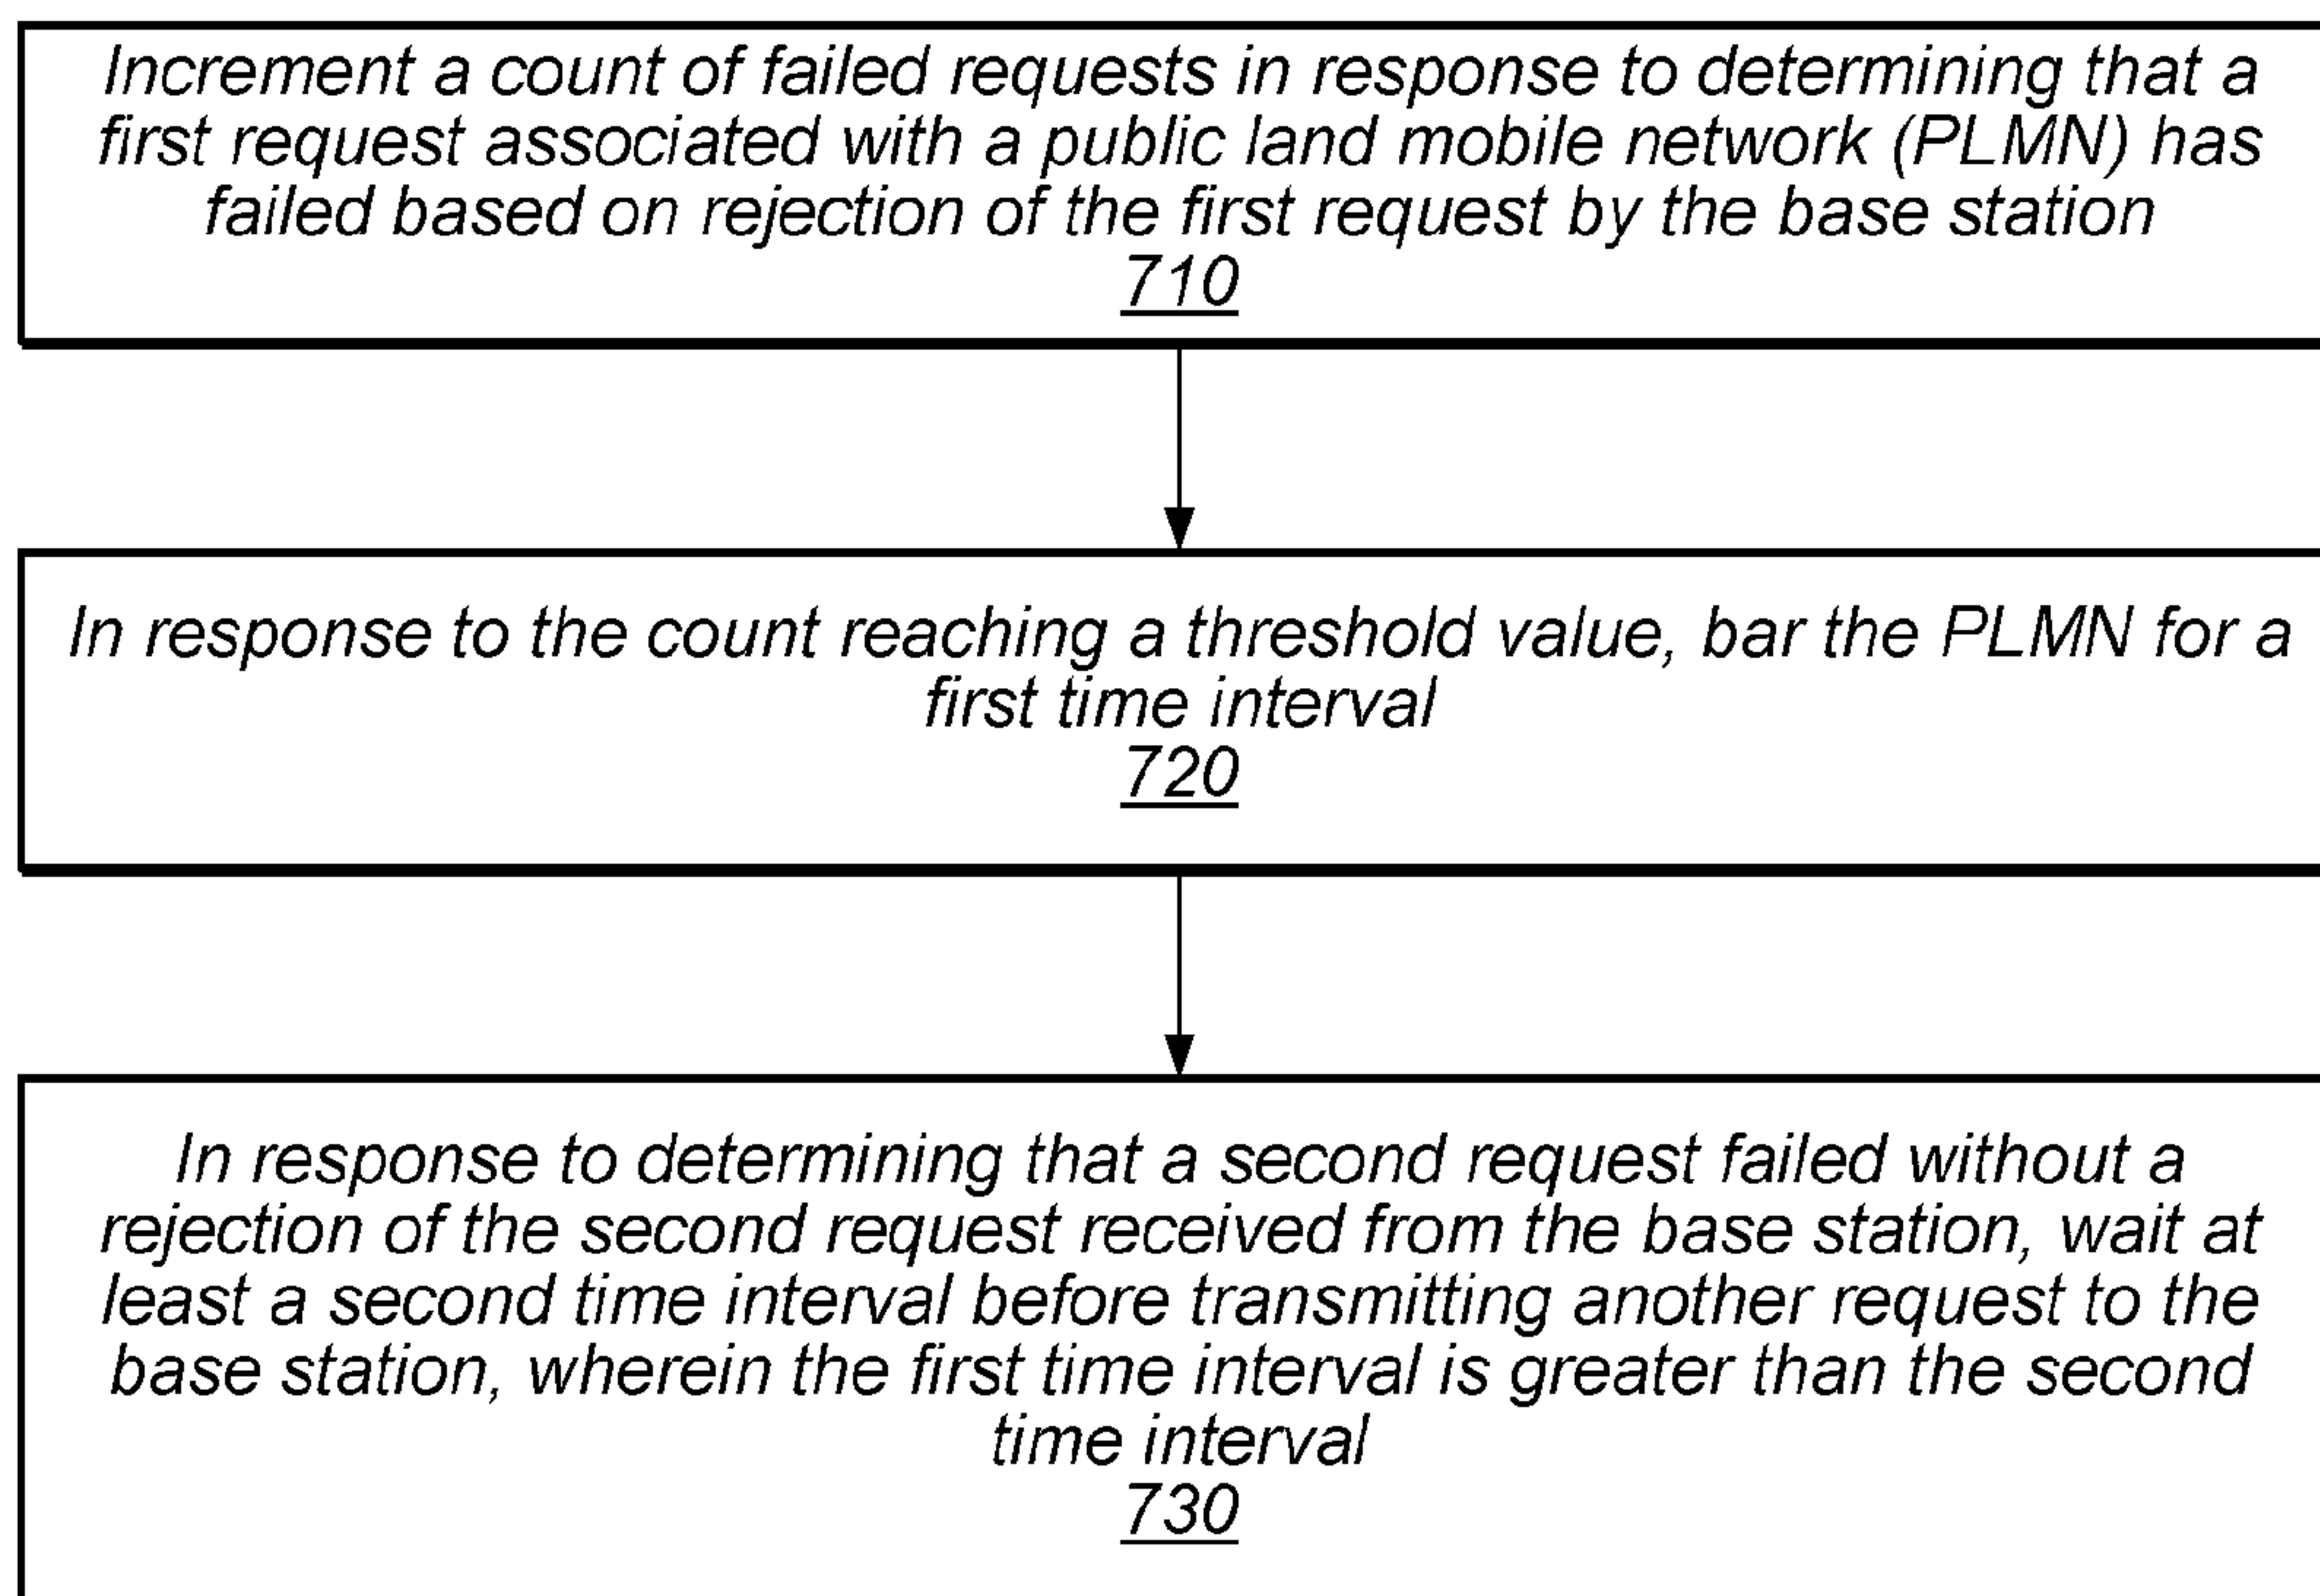 Increment a count of failed requests in response to determining that a
first request associated with a public land mobile network (PLMN) has
failed based on rejection of the first request by the base station
710
In response to the count reaching a threshold value, bar the PLMN for a
first time interval
720
In response to determining that a second request failed without a
rejection of the second request received from the base station, wait at
least a second time interval before transmitting another request to the
base station, wherein the first time interval is greater than the second
time interval
730